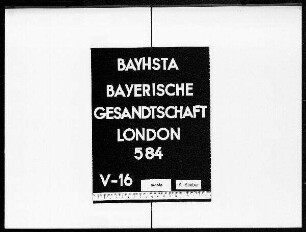 BAYHSTA
BAYERISCHE
GESANDTSCHAFT
LONDON
584
V-16